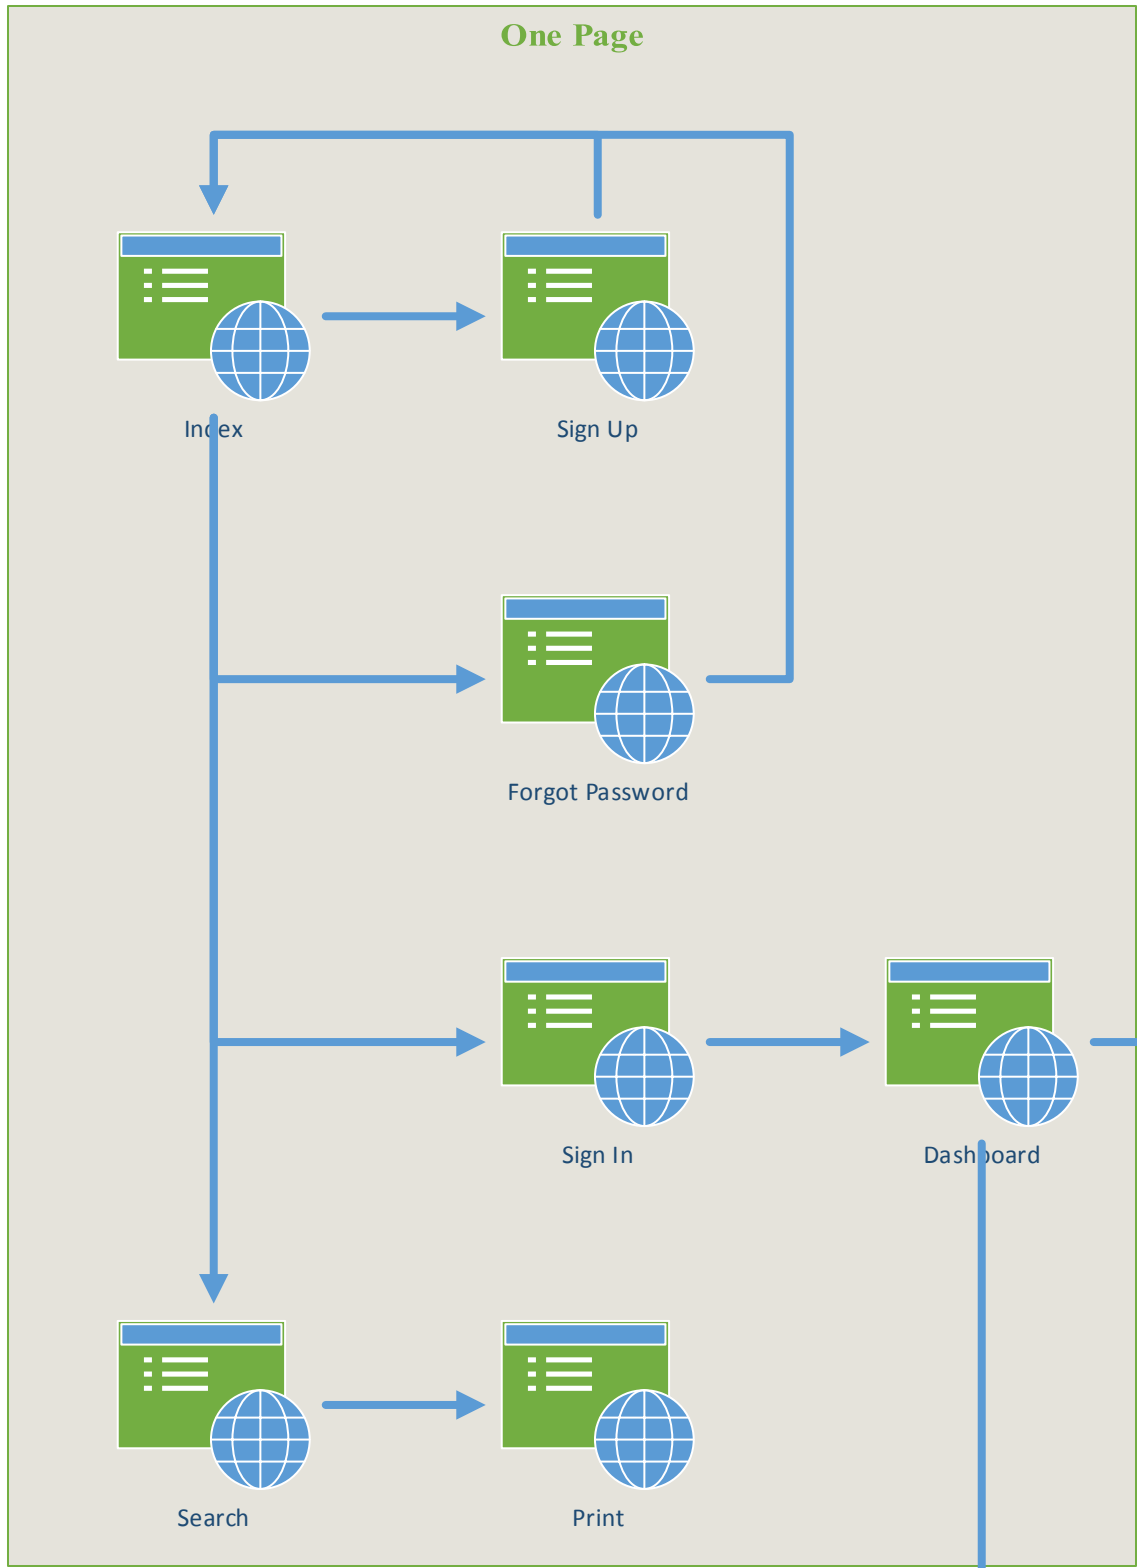 One Page
Index
Sign Up
Forgot Password
Sign In
Dashboard
Search
Print